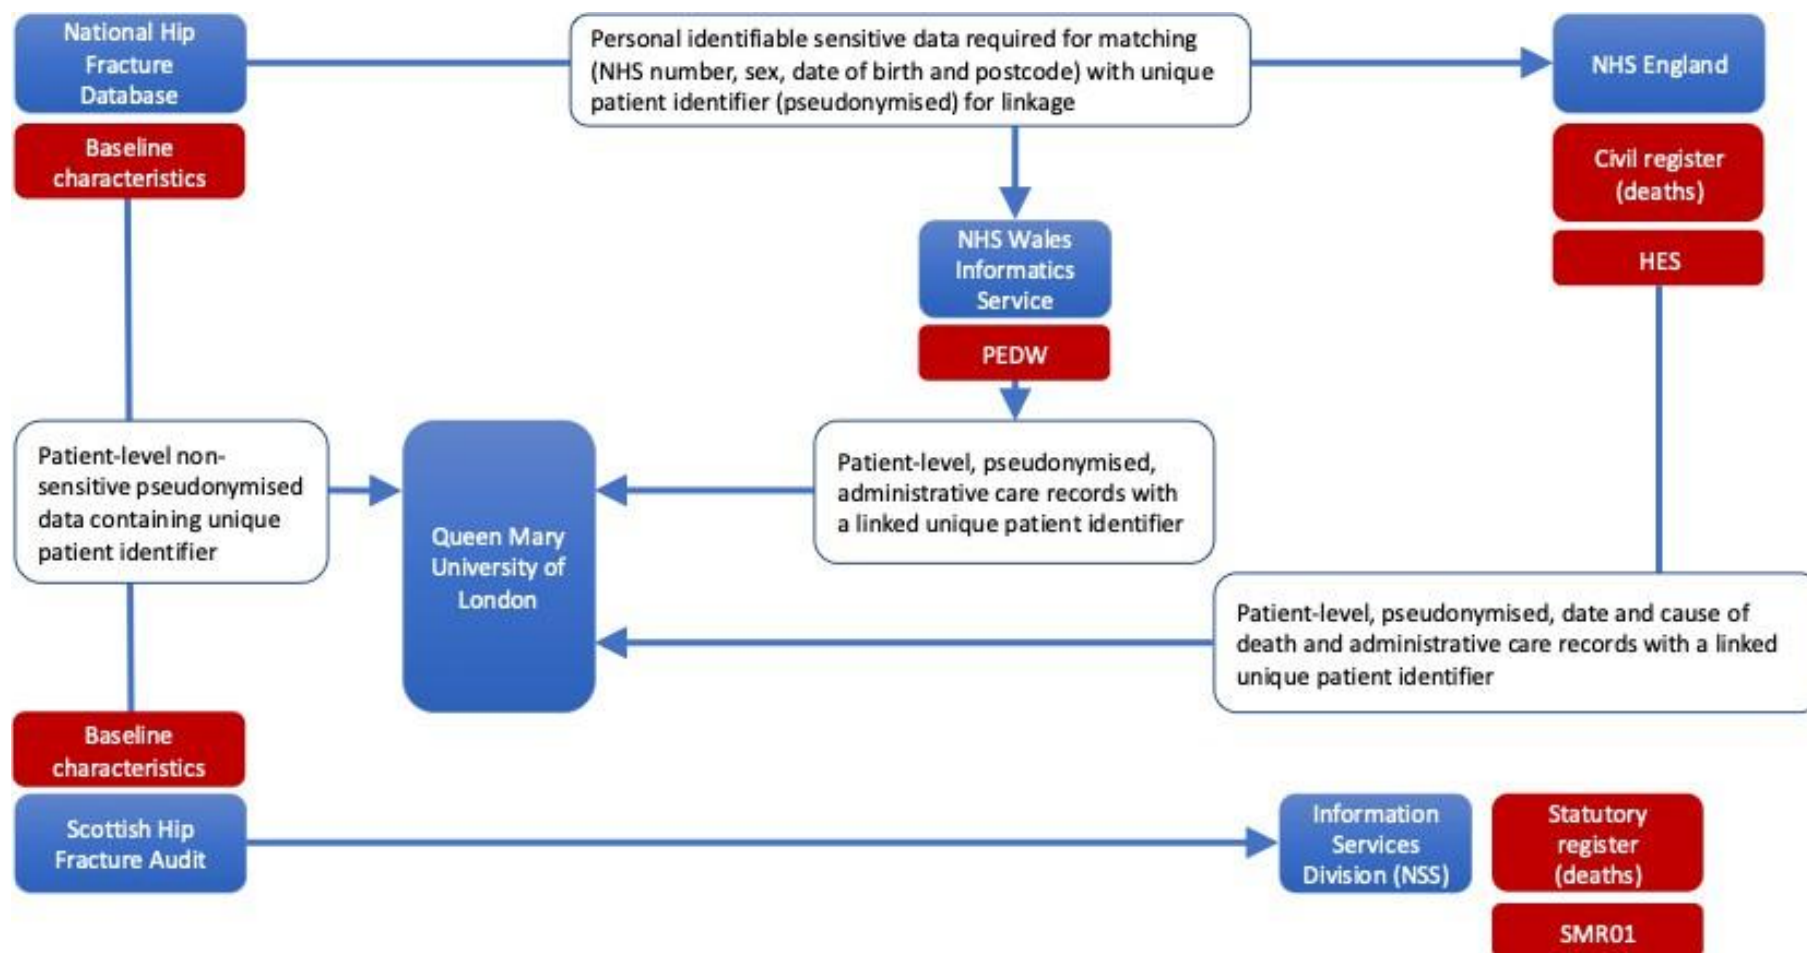 National Hip
Fracture
Database
Personal identifiable sensitive data required for matching
(NHS number, sex, date of birth and postcode) with unique
patient identifier (pseudonymised) for linkage
NHS England
Baseline
characteristics
Civil register
(deaths)
HES
NHS Wales
Informatics
Service
PEDW
Patient-level non-
sensitive pseudonymised
data containing unique
patient identifier
Queen Mary
University of
London
Patient-level, pseudonymised,
administrative care records with
a linked unique patient identifier
Patient-level, pseudonymised, date and cause of
death and administrative care records with a linked
unique patient identifier
Baseline
characteristics
Scottish Hip
Fracture Audit
Information
Services
Division (NSS)
Statutory
register
(deaths)
SMR01